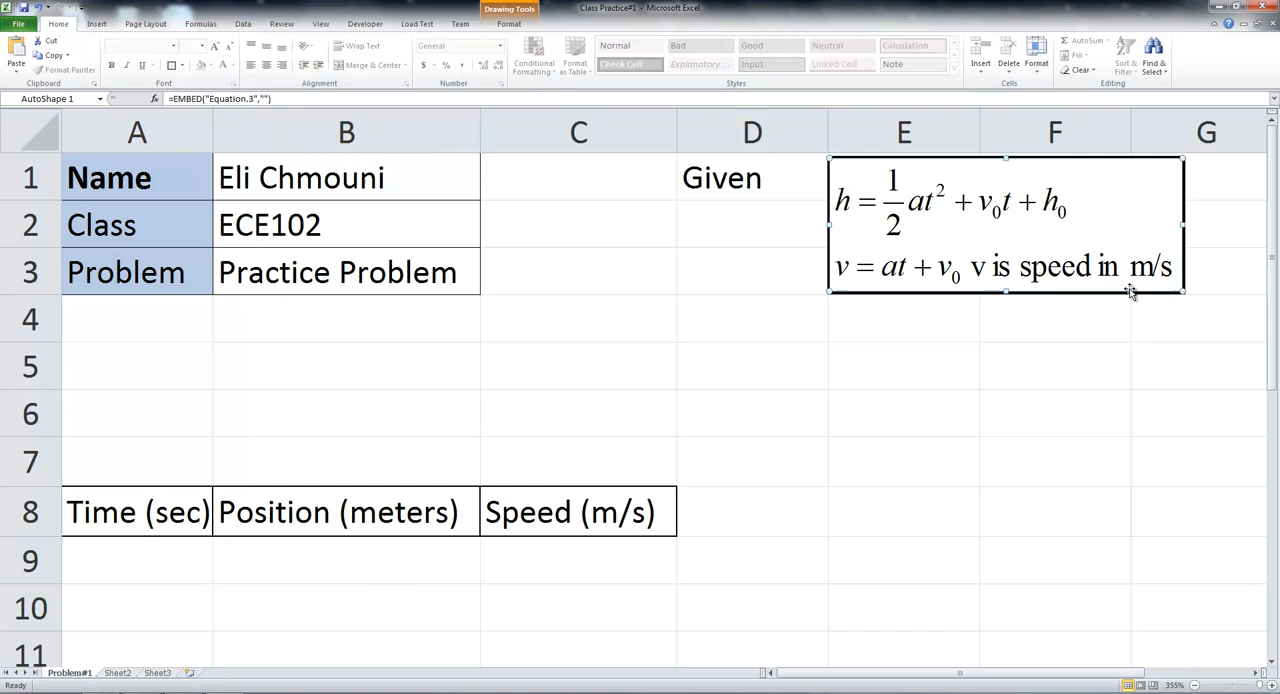 Drawing Tools
Class Practice#1 - Microsoft Excel
File Home Insert Page Layout Formulas Data Review View Developer Load Test Team Format
Paste
Cut
Copy
Format Painter
Clipboard
B I U
A A
Font
Wrap Text
Merge & Center
Alignment
General
$ % ,
Number
Conditional Formatting
Format as Table
Normal Bad Good Neutral Calculation
Check Cell Explanatory ... Input Linked Cell Note
Styles
Insert Delete Format
Cells
Σ AutoSum
Fill
Clear
Sort & Filter
Find & Select
Editing
AutoShape 1 fx =EMBED("Equation.3","")
A B C D E F G
1 Name Eli Chmouni Given
h = 1/2 at² + v₀t + h₀
2 Class ECE102
v = at + v₀ v is speed in m/s
3 Problem Practice Problem
4
5
6
7
8 Time (sec) Position (meters) Speed (m/s)
9
10
11
Problem#1 Sheet2 Sheet3
Ready 355%